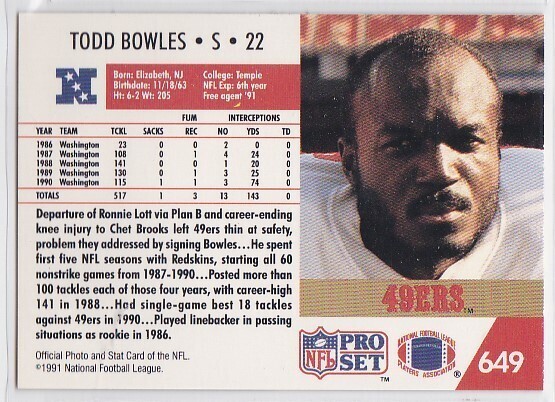 TODD BOWLES • S • 22
N
Born: Elizabeth, NJ
Birthdate: 11/18/63
Ht: 6-2 Wt: 205
College: Temple
NFL Exp: 6th year
Free agent '91
FUM INTERCEPTIONS
YEAR TEAM TCKL SACKS REC NO YDS TD
1986 Washington 23 0 0 2 0 0
1987 Washington 108 0 1 4 24 0
1988 Washington 141 0 0 1 20 0
1989 Washington 130 0 1 3 25 0
1990 Washington 115 1 1 3 74 0
TOTALS 517 1 3 13 143 0
Departure of Ronnie Lott via Plan B and career-ending
knee injury to Chet Brooks left 49ers thin at safety,
problem they addressed by signing Bowles...He spent
first five NFL seasons with Redskins, starting all 60
nonstrike games from 1987-1990...Posted more than
100 tackles each of those four years, with career-high
141 in 1988...Had single-game best 18 tackles
against 49ers in 1990...Played linebacker in passing
situations as rookie in 1986.
Official Photo and Stat Card of the NFL.
©1991 National Football League.
49ERS™
NFL PRO SET™
NATIONAL FOOTBALL LEAGUE
PLAYERS ASSOCIATION ®
649